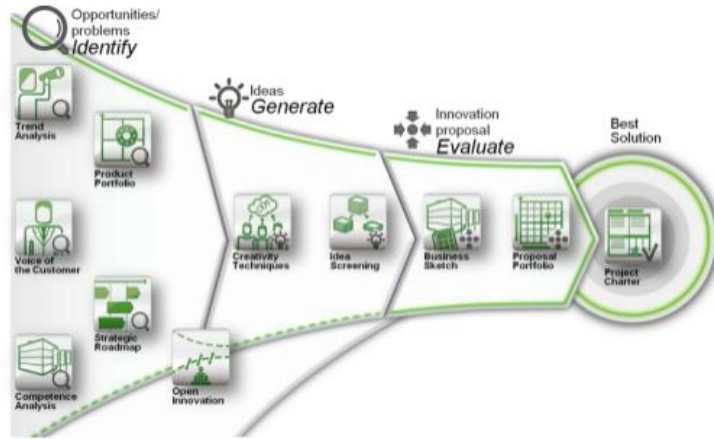 Opportunities/
problems
Identify
Ideas
Generate
Innovation
proposal
Evaluate
Best
Solution
Trend
Analysis
Product
Portfolio
Voice of
the Customer
Strategic
Roadmap
Competence
Analysis
Open
Innovation
Creativity
Techniques
Idea
Screening
Business
Sketch
Proposal
Portfolio
Project
Charter